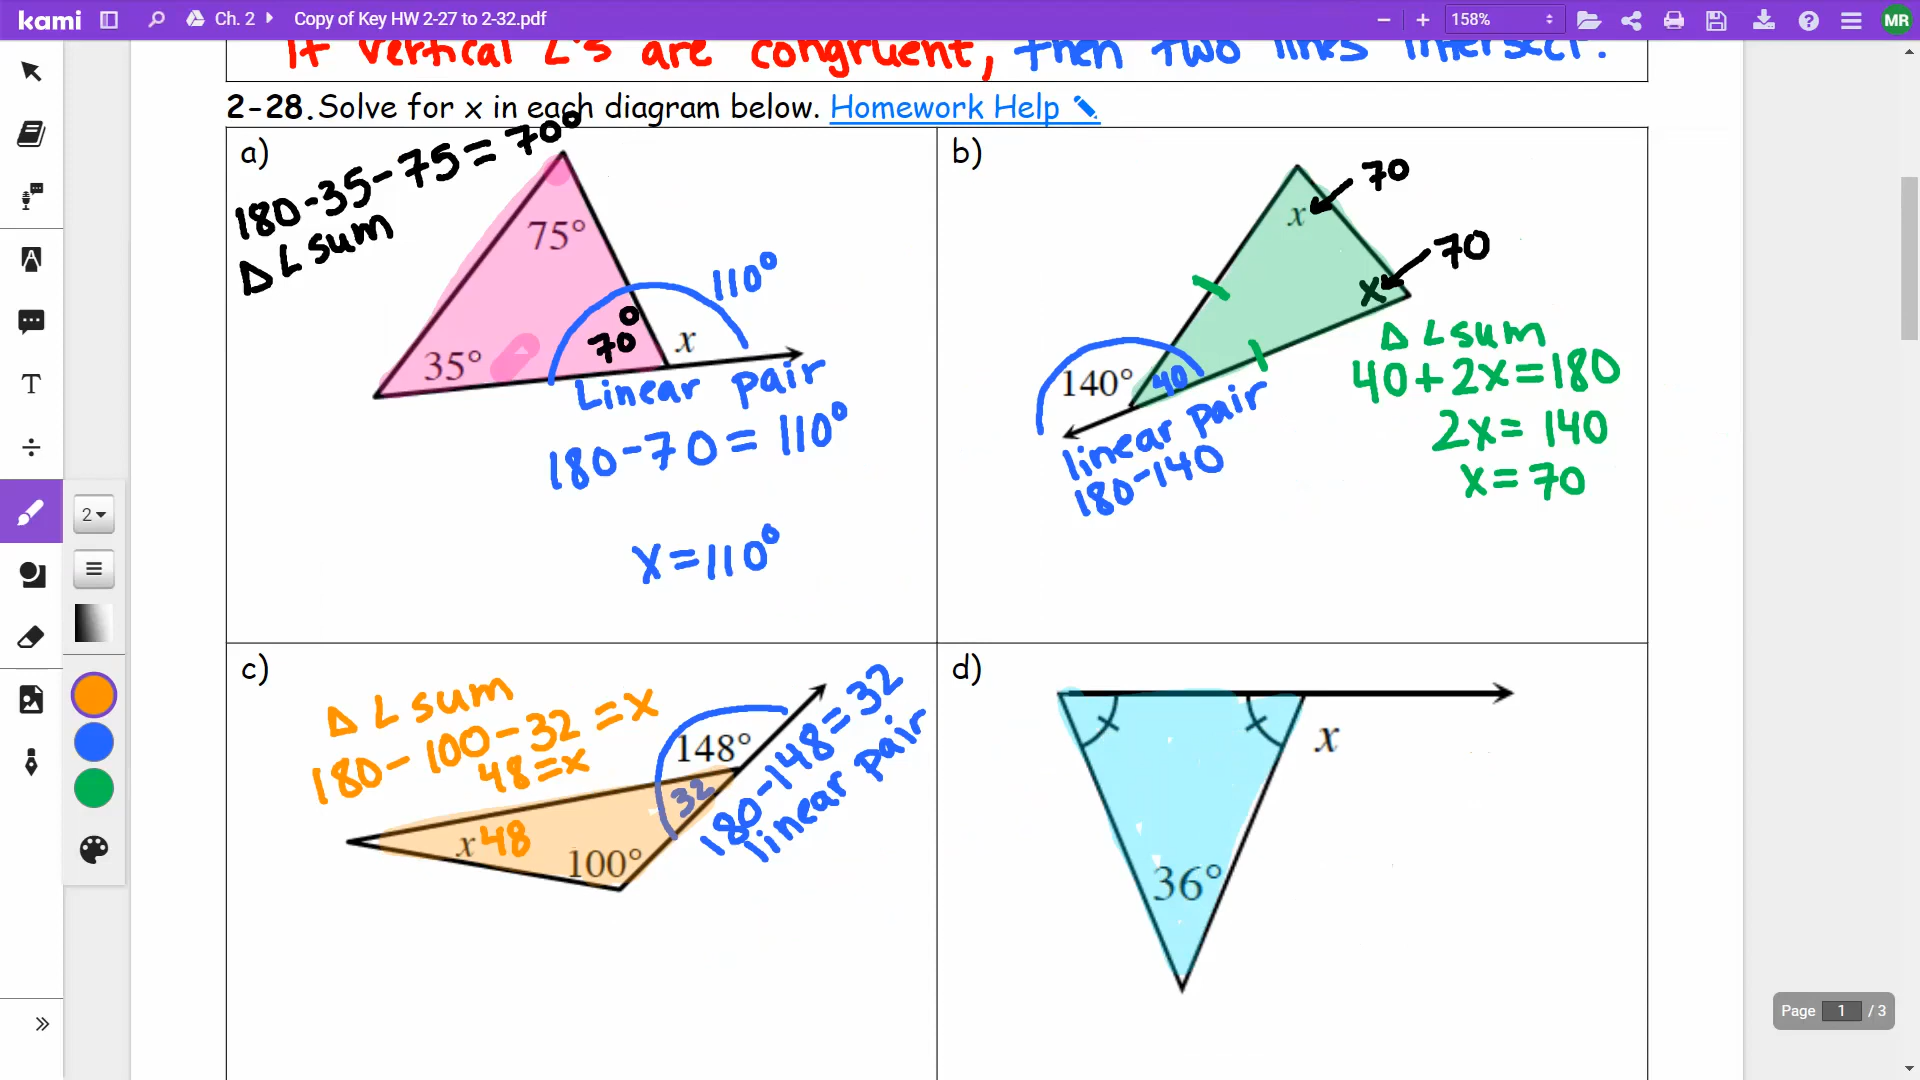 kami
Ch. 2
Copy of Key HW 2-27 to 2-32.pdf
158%
MR
If vertical ∠'s are congruent, then two lines intersect.
2-28. Solve for x in each diagram below. Homework Help
a)
180-35-75=70°
Δ∠ sum
75°
110°
35°
70°
x
Linear pair
180-70=110°
x=110°
b)
70
x
70
x
Δ∠ sum
40+2x=180
2x=140
x=70
140°
40
linear pair
180-140
c)
Δ∠ sum
180-100-32=x
48=x
148°
180-148=32
linear pair
32
x 48
100°
d)
x
36°
T
2
Page 1 / 3